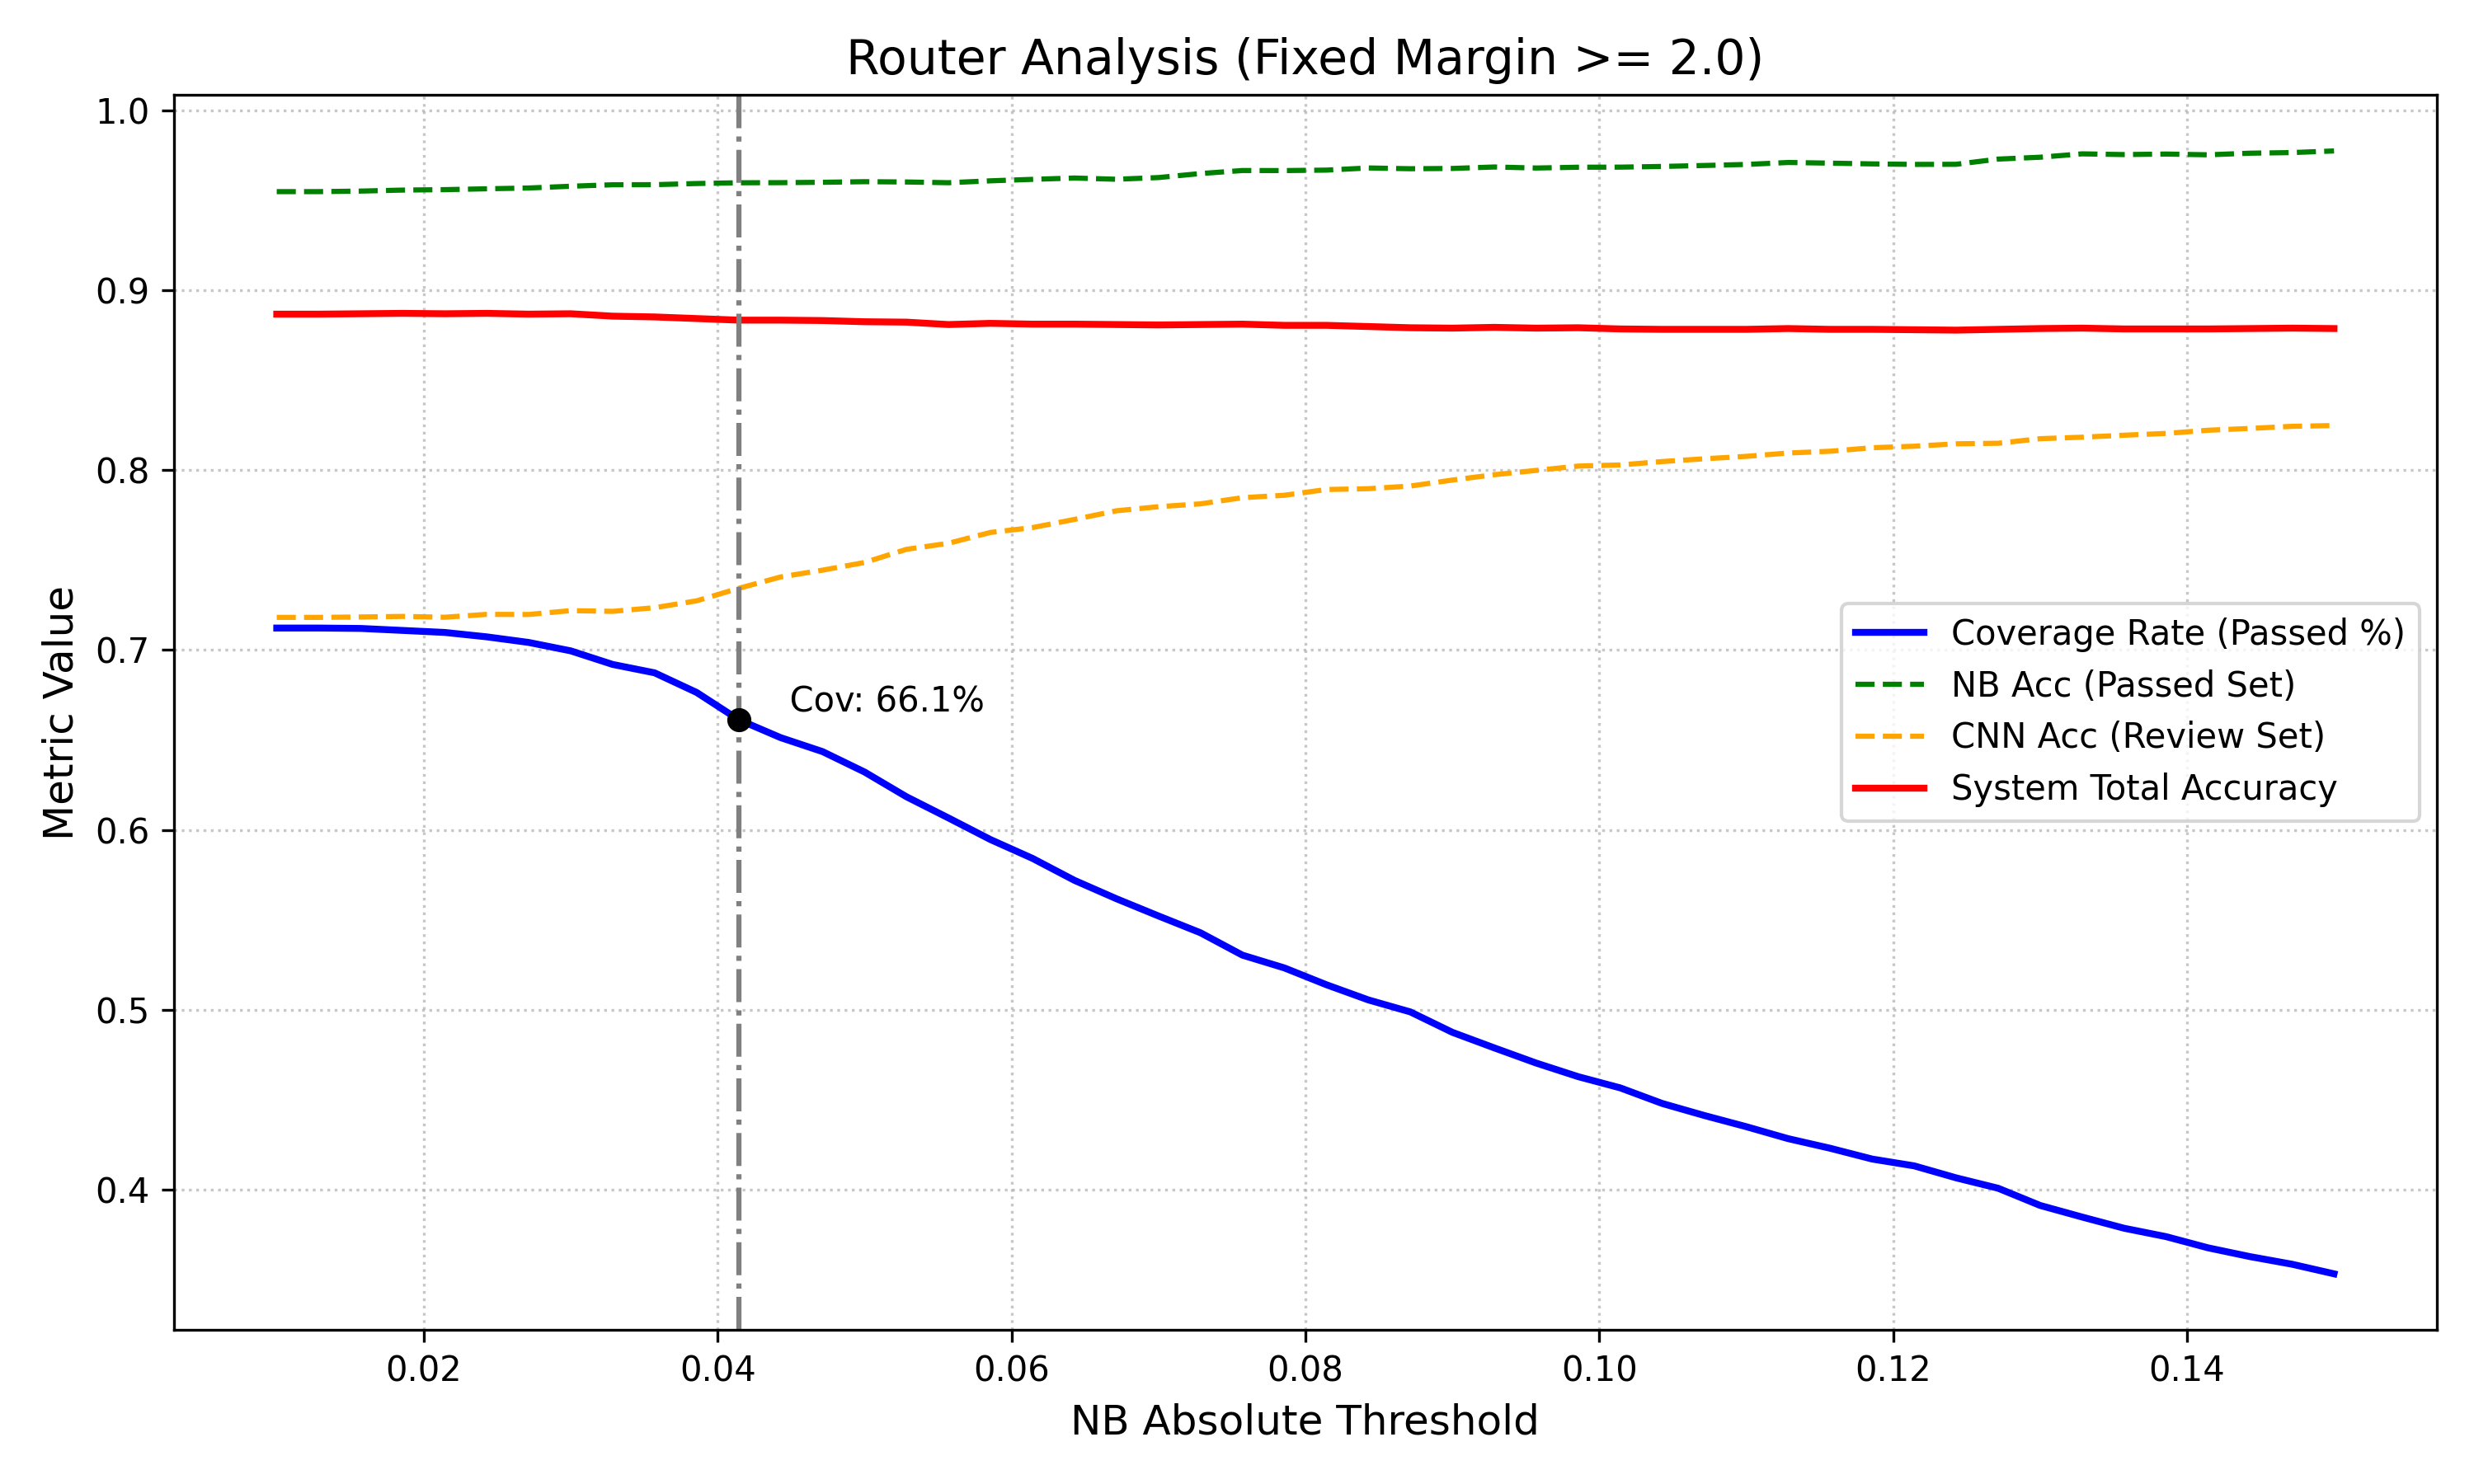 Router Analysis (Fixed Margin >= 2.0)
1.0
0.9
0.8
0.7
0.6
0.5
0.4
Metric Value
Cov: 66.1%
Coverage Rate (Passed %)
NB Acc (Passed Set)
CNN Acc (Review Set)
System Total Accuracy
0.02 0.04 0.06 0.08 0.10 0.12 0.14
NB Absolute Threshold